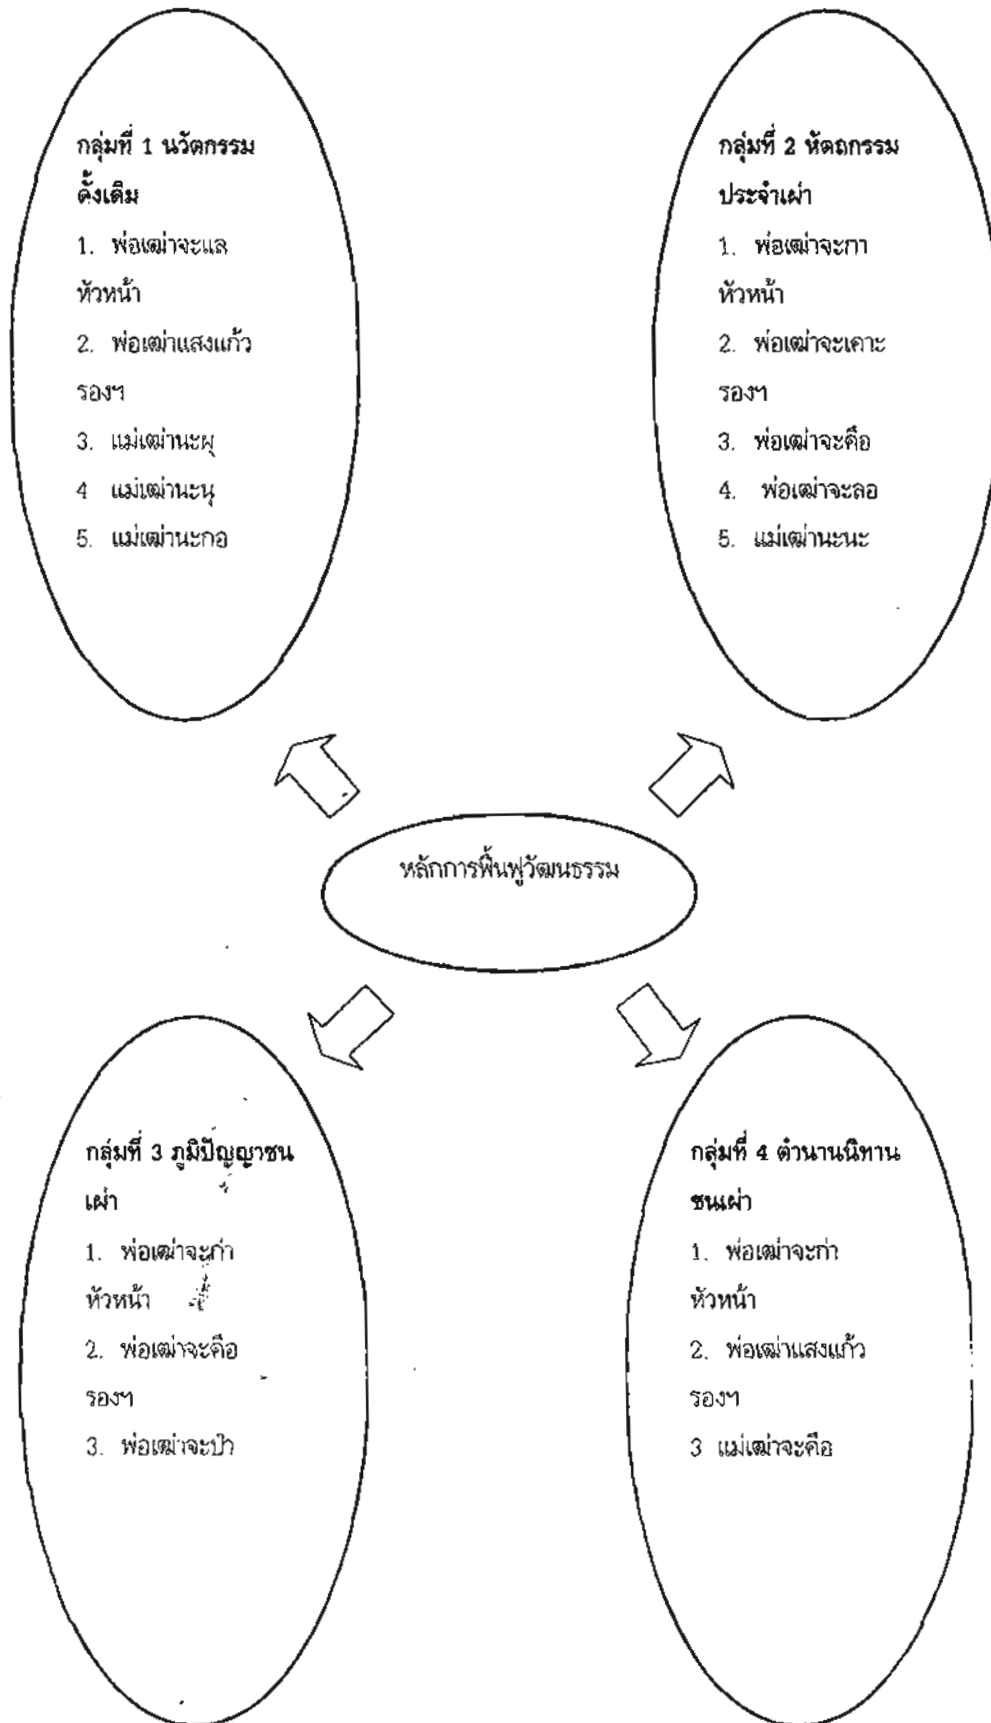 กลุ่มที่ 1 นวัตกรรม
ดั้งเดิม
1. พ่อเฒ่าจะแล
หัวหน้า
2. พ่อเฒ่าแสงแก้ว
รองฯ
3. แม่เฒ่านะผุ
4 แม่เฒ่านะนุ
5. แม่เฒ่านะกอ
กลุ่มที่ 2 หัตถกรรม
ประจำเผ่า
1. พ่อเฒ่าจะกา
หัวหน้า
2. พ่อเฒ่าจะเคาะ
รองฯ
3. พ่อเฒ่าจะคือ
4. พ่อเฒ่าจะลอ
5. แม่เฒ่านะนะ
หลักการฟื้นฟูวัฒนธรรม
กลุ่มที่ 3 ภูมิปัญญาชน
เผ่า
1. พ่อเฒ่าจะก่า
หัวหน้า
2. พ่อเฒ่าจะคือ
รองฯ
3. พ่อเฒ่าจะป่า
กลุ่มที่ 4 ตำนานนิทาน
ชนเผ่า
1. พ่อเฒ่าจะก่า
หัวหน้า
2. พ่อเฒ่าแสงแก้ว
รองฯ
3 แม่เฒ่าจะคือ